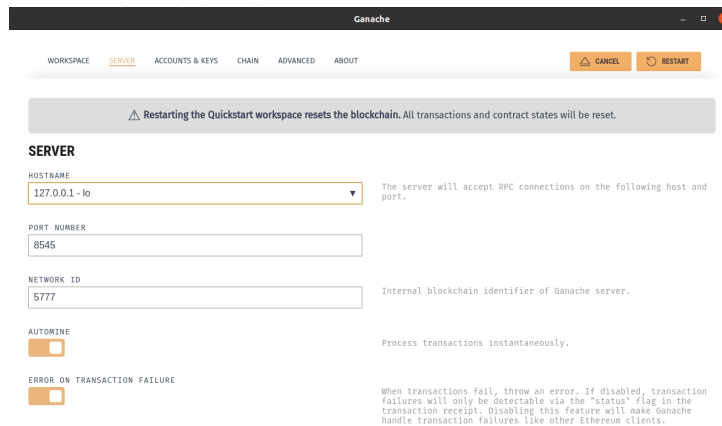 Ganache
WORKSPACE SERVER ACCOUNTS & KEYS CHAIN ADVANCED ABOUT CANCEL RESTART
Restarting the Quickstart workspace resets the blockchain. All transactions and contract states will be reset.
SERVER
HOSTNAME
127.0.0.1 - lo
The server will accept RPC connections on the following host and
port.
PORT NUMBER
8545
NETWORK ID
5777
Internal blockchain identifier of Ganache server.
AUTOMINE
Process transactions instantaneously.
ERROR ON TRANSACTION FAILURE
When transactions fail, throw an error. If disabled, transaction
failures will only be detectable via the "status" flag in the
transaction receipt. Disabling this feature will make Ganache
handle transaction failures like other Ethereum clients.